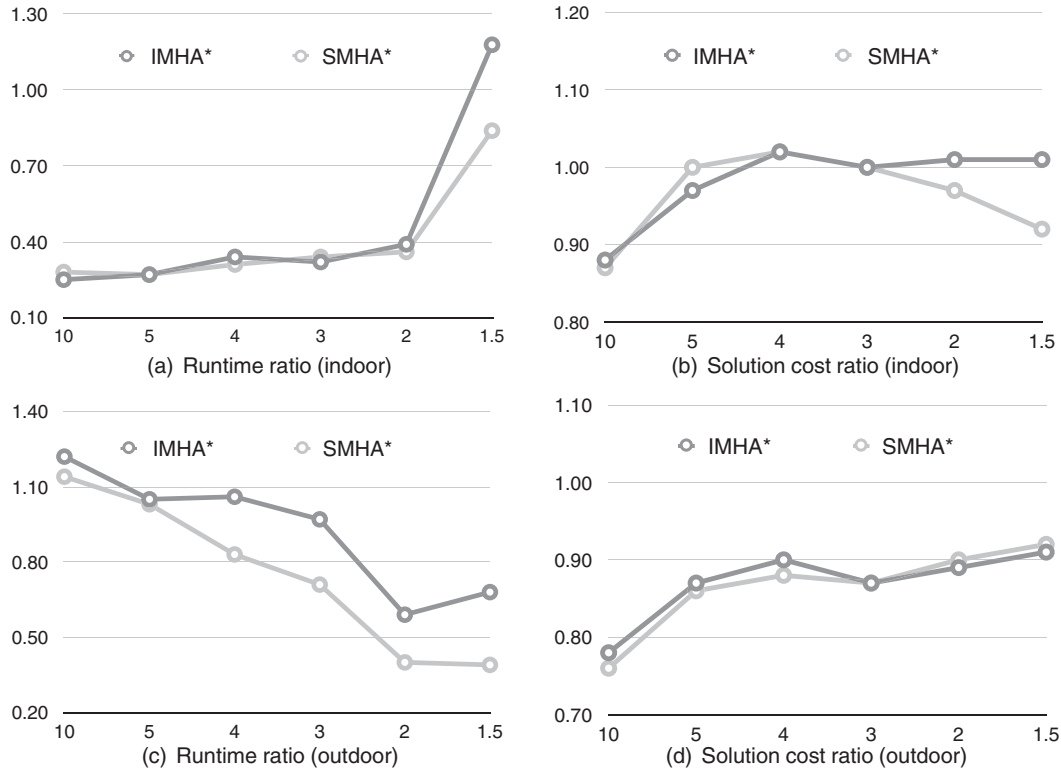 1.30
IMHA* SMHA*
1.00
0.70
0.40
0.10
10 5 4 3 2 1.5
(a) Runtime ratio (indoor)
1.20
IMHA* SMHA*
1.10
1.00
0.90
0.80
10 5 4 3 2 1.5
(b) Solution cost ratio (indoor)
1.40
IMHA* SMHA*
1.10
0.80
0.50
0.20
10 5 4 3 2 1.5
(c) Runtime ratio (outdoor)
1.10
IMHA* SMHA*
1.00
0.90
0.80
0.70
10 5 4 3 2 1.5
(d) Solution cost ratio (outdoor)